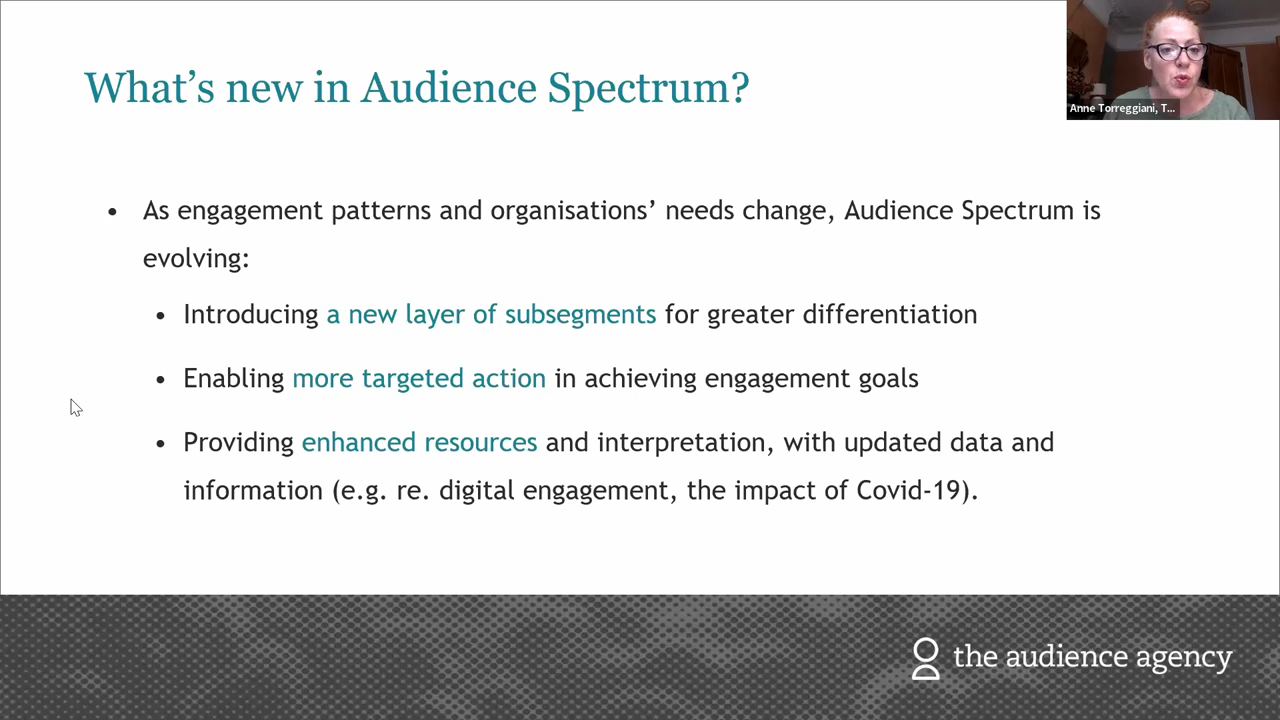 What’s new in Audience Spectrum?
Anne Torreggiani, T...
• As engagement patterns and organisations’ needs change, Audience Spectrum is
evolving:
• Introducing a new layer of subsegments for greater differentiation
• Enabling more targeted action in achieving engagement goals
• Providing enhanced resources and interpretation, with updated data and
information (e.g. re. digital engagement, the impact of Covid-19).
the audience agency